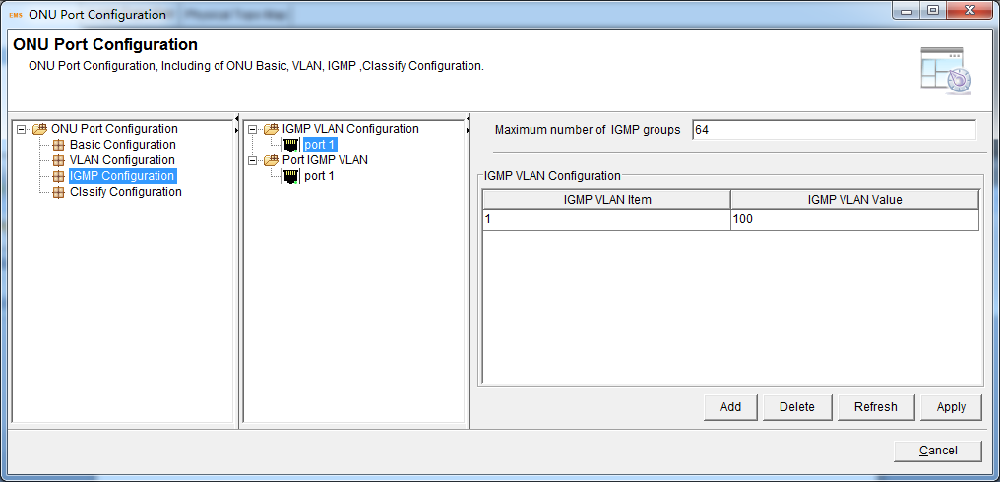 EMS ONU Port Configuration
ONU Port Configuration
ONU Port Configuration, Including of ONU Basic, VLAN, IGMP ,Classify Configuration.
ONU Port Configuration
Basic Configuration
VLAN Configuration
IGMP Configuration
Clssify Configuration
IGMP VLAN Configuration
port 1
Port IGMP VLAN
port 1
Maximum number of IGMP groups 64
IGMP VLAN Configuration
IGMP VLAN Item IGMP VLAN Value
1 100
Add Delete Refresh Apply
Cancel